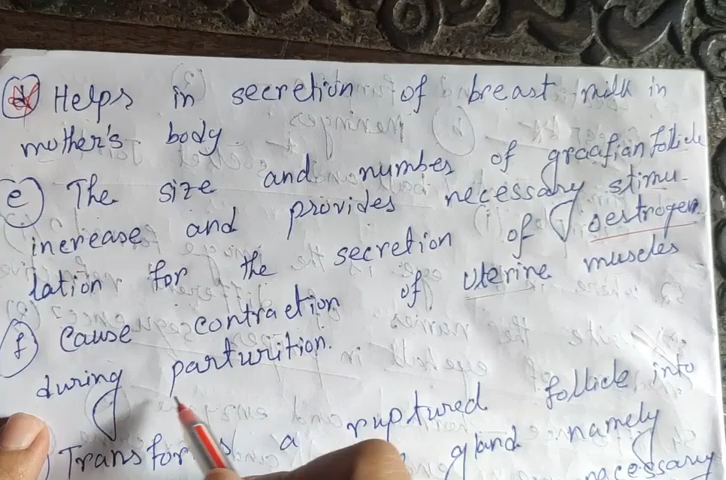 (d) Helps in secretion of breast milk in
mother's body.
(e) The size and number of graafian follicle
increase and provides necessary stimu-
lation for the secretion of oestrogen.
(f) Cause contraction of uterine muscles
during parturition.
Transforms a ruptured follicle into
gland namely
necessary